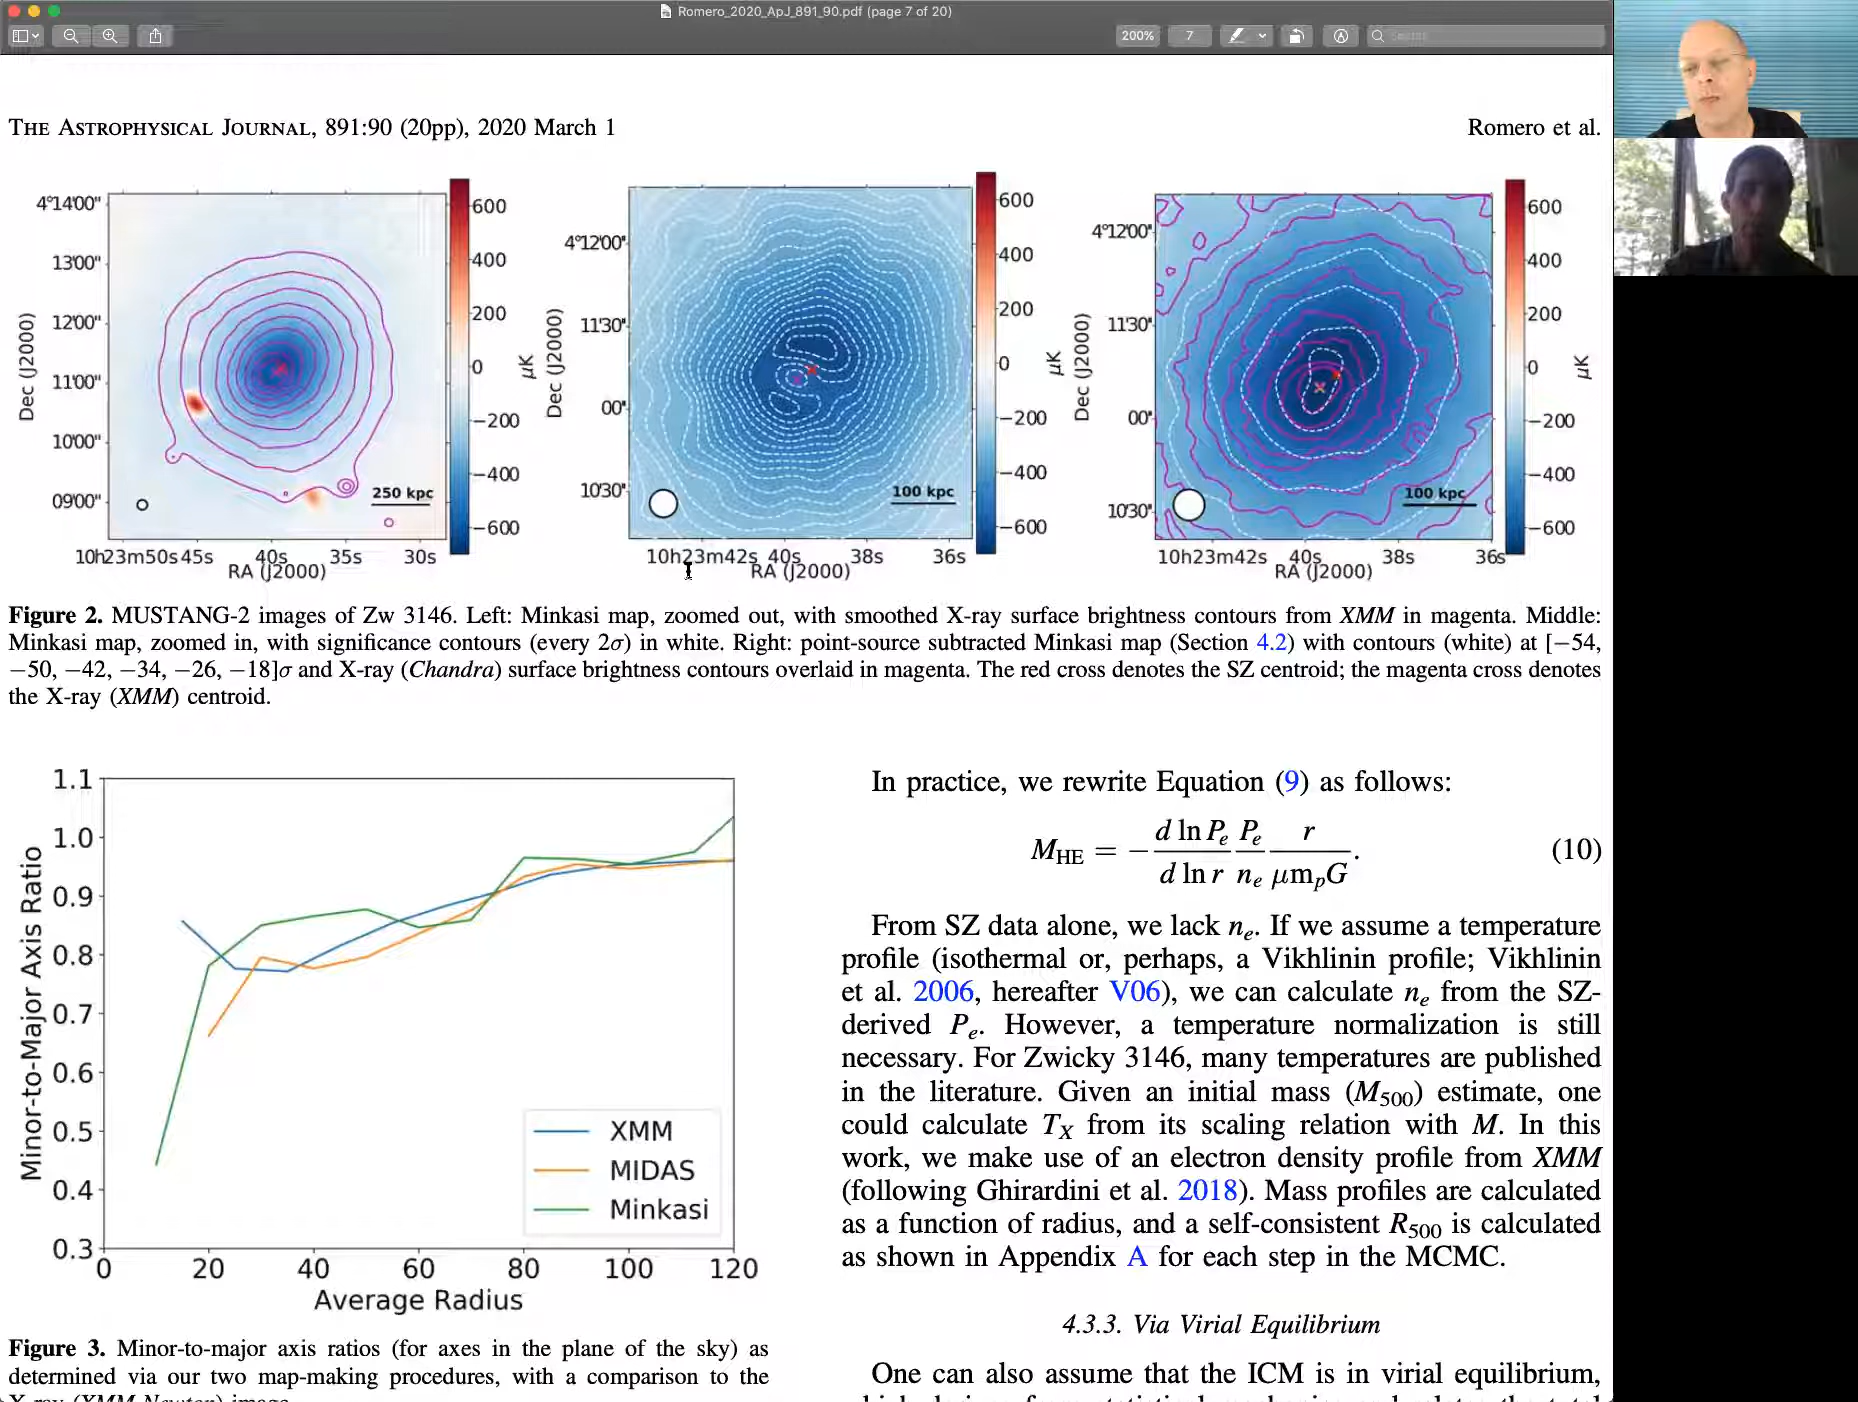 Romero_2020_ApJ_891_90.pdf (page 7 of 20)
200%
7
Search
THE ASTROPHYSICAL JOURNAL, 891:90 (20pp), 2020 March 1
Romero et al.
4°14'00"
13'00"
12'00"
11'00"
10'00"
09'00"
Dec (J2000)
250 kpc
10h23m50s 45s 40s 35s 30s
RA (J2000)
600
400
200
0
−200
−400
−600
μK
4°12'00"
11'30"
00"
10'30"
Dec (J2000)
100 kpc
10h23m42s 40s 38s 36s
RA (J2000)
600
400
200
0
−200
−400
−600
μK
4°12'00"
11'30"
00"
10'30"
Dec (J2000)
100 kpc
10h23m42s 40s 38s 36s
RA (J2000)
600
400
200
0
−200
−400
−600
μK
Figure 2. MUSTANG-2 images of Zw 3146. Left: Minkasi map, zoomed out, with smoothed X-ray surface brightness contours from XMM in magenta. Middle:
Minkasi map, zoomed in, with significance contours (every 2σ) in white. Right: point-source subtracted Minkasi map (Section 4.2) with contours (white) at [−54,
−50, −42, −34, −26, −18]σ and X-ray (Chandra) surface brightness contours overlaid in magenta. The red cross denotes the SZ centroid; the magenta cross denotes
the X-ray (XMM) centroid.
1.1
1.0
0.9
0.8
0.7
0.6
0.5
0.4
0.3
Minor-to-Major Axis Ratio
XMM
MIDAS
Minkasi
0 20 40 60 80 100 120
Average Radius
Figure 3. Minor-to-major axis ratios (for axes in the plane of the sky) as
determined via our two map-making procedures, with a comparison to the
X-ray (XMM-Newton) image.
In practice, we rewrite Equation (9) as follows:
M_HE = − d ln P_e / d ln r P_e / n_e r / μm_pG. (10)
From SZ data alone, we lack n_e. If we assume a temperature
profile (isothermal or, perhaps, a Vikhlinin profile; Vikhlinin
et al. 2006, hereafter V06), we can calculate n_e from the SZ-
derived P_e. However, a temperature normalization is still
necessary. For Zwicky 3146, many temperatures are published
in the literature. Given an initial mass (M_500) estimate, one
could calculate T_X from its scaling relation with M. In this
work, we make use of an electron density profile from XMM
(following Ghirardini et al. 2018). Mass profiles are calculated
as a function of radius, and a self-consistent R_500 is calculated
as shown in Appendix A for each step in the MCMC.
4.3.3. Via Virial Equilibrium
One can also assume that the ICM is in virial equilibrium,